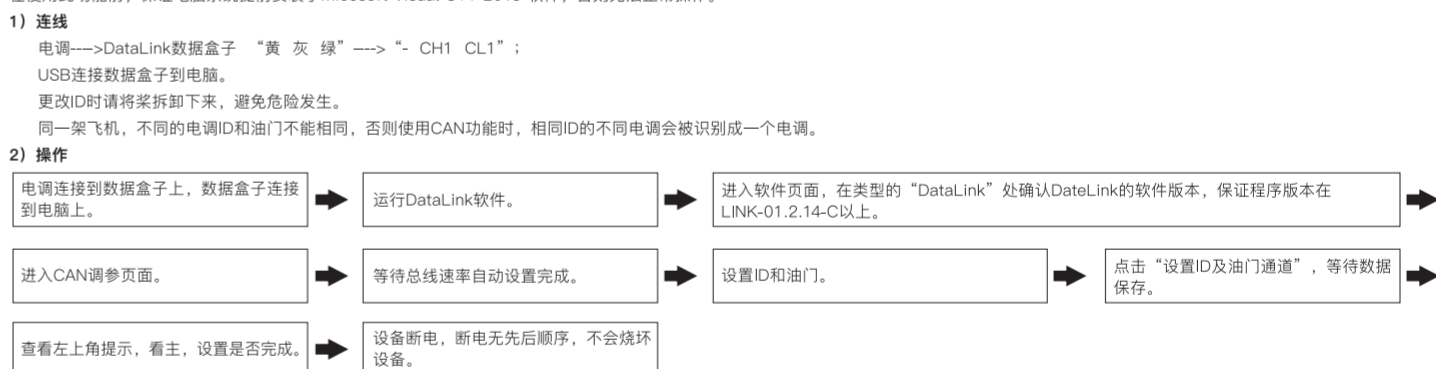 1）连线
电调---->DataLink数据盒子 “黄 灰 绿”---->“- CH1 CL1”；
USB连接数据盒子到电脑。
更改ID时请将桨拆卸下来，避免危险发生。
同一架飞机，不同的电调ID和油门不能相同，否则使用CAN功能时，相同ID的不同电调会被识别成一个电调。
2）操作
电调连接到数据盒子上，数据盒子连接
到电脑上。
运行DataLink软件。
进入软件页面，在类型的“DataLink”处确认DateLink的软件版本，保证程序版本在
LINK-01.2.14-C以上。
进入CAN调参页面。
等待总线速率自动设置完成。
设置ID和油门。
点击“设置ID及油门通道”，等待数据
保存。
查看左上角提示，看主，设置是否完成。
设备断电，断电无先后顺序，不会烧坏
设备。